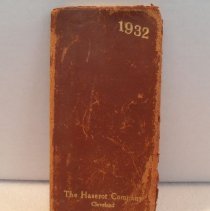 1932
The Haserot Company
Cleveland